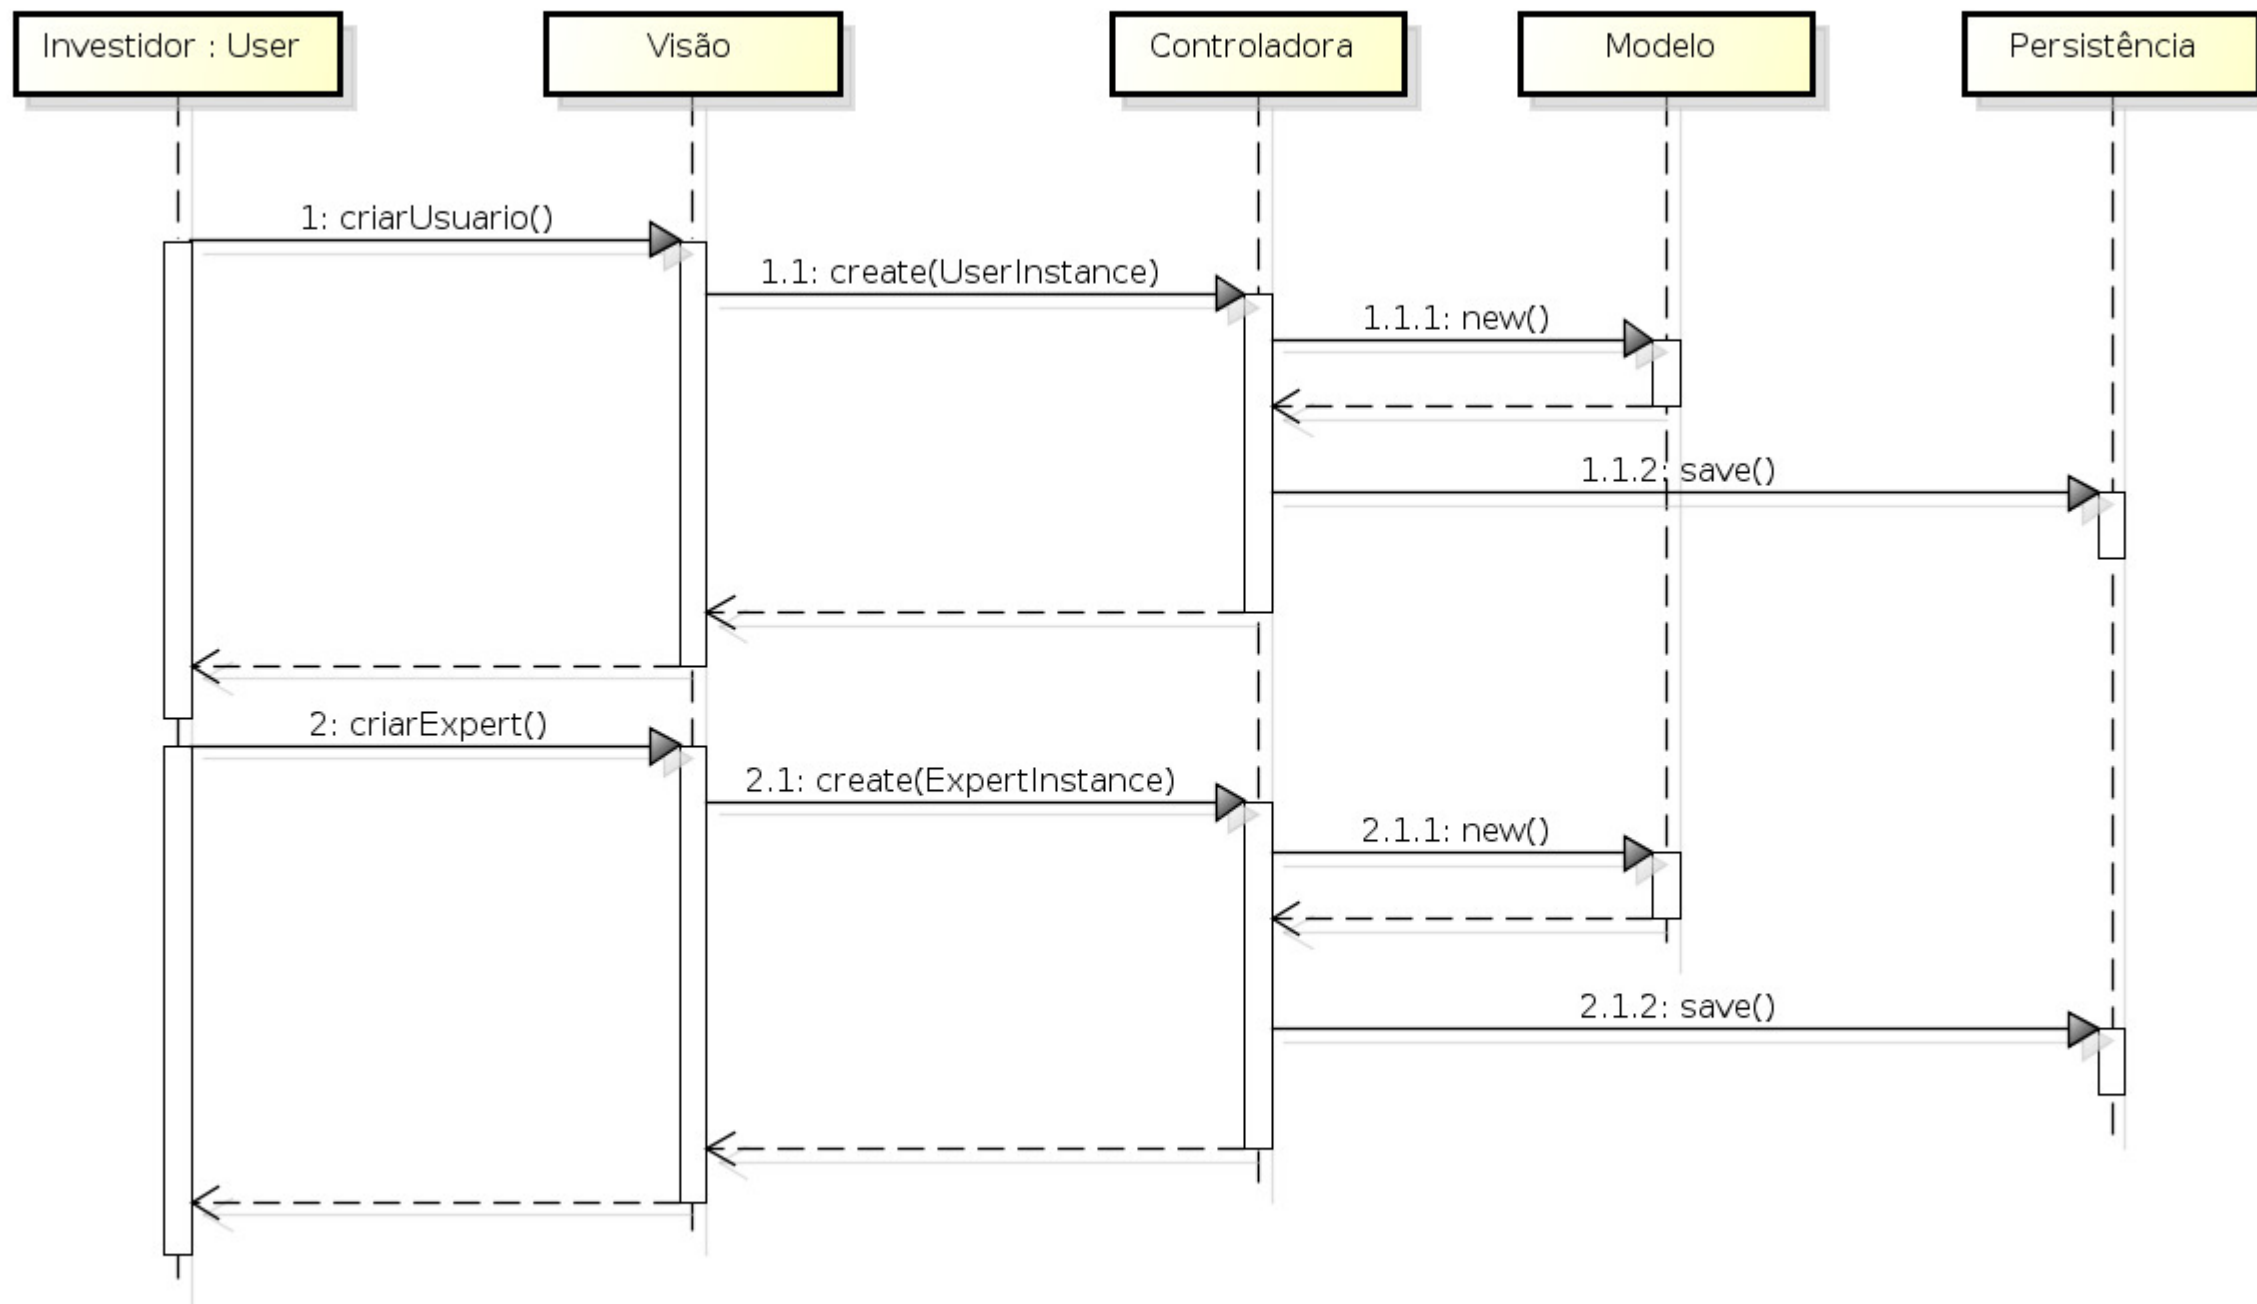 Investidor : User
Visão
Controladora
Modelo
Persistência
1: criarUsuario()
1.1: create(UserInstance)
1.1.1: new()
1.1.2: save()
2: criarExpert()
2.1: create(ExpertInstance)
2.1.1: new()
2.1.2: save()